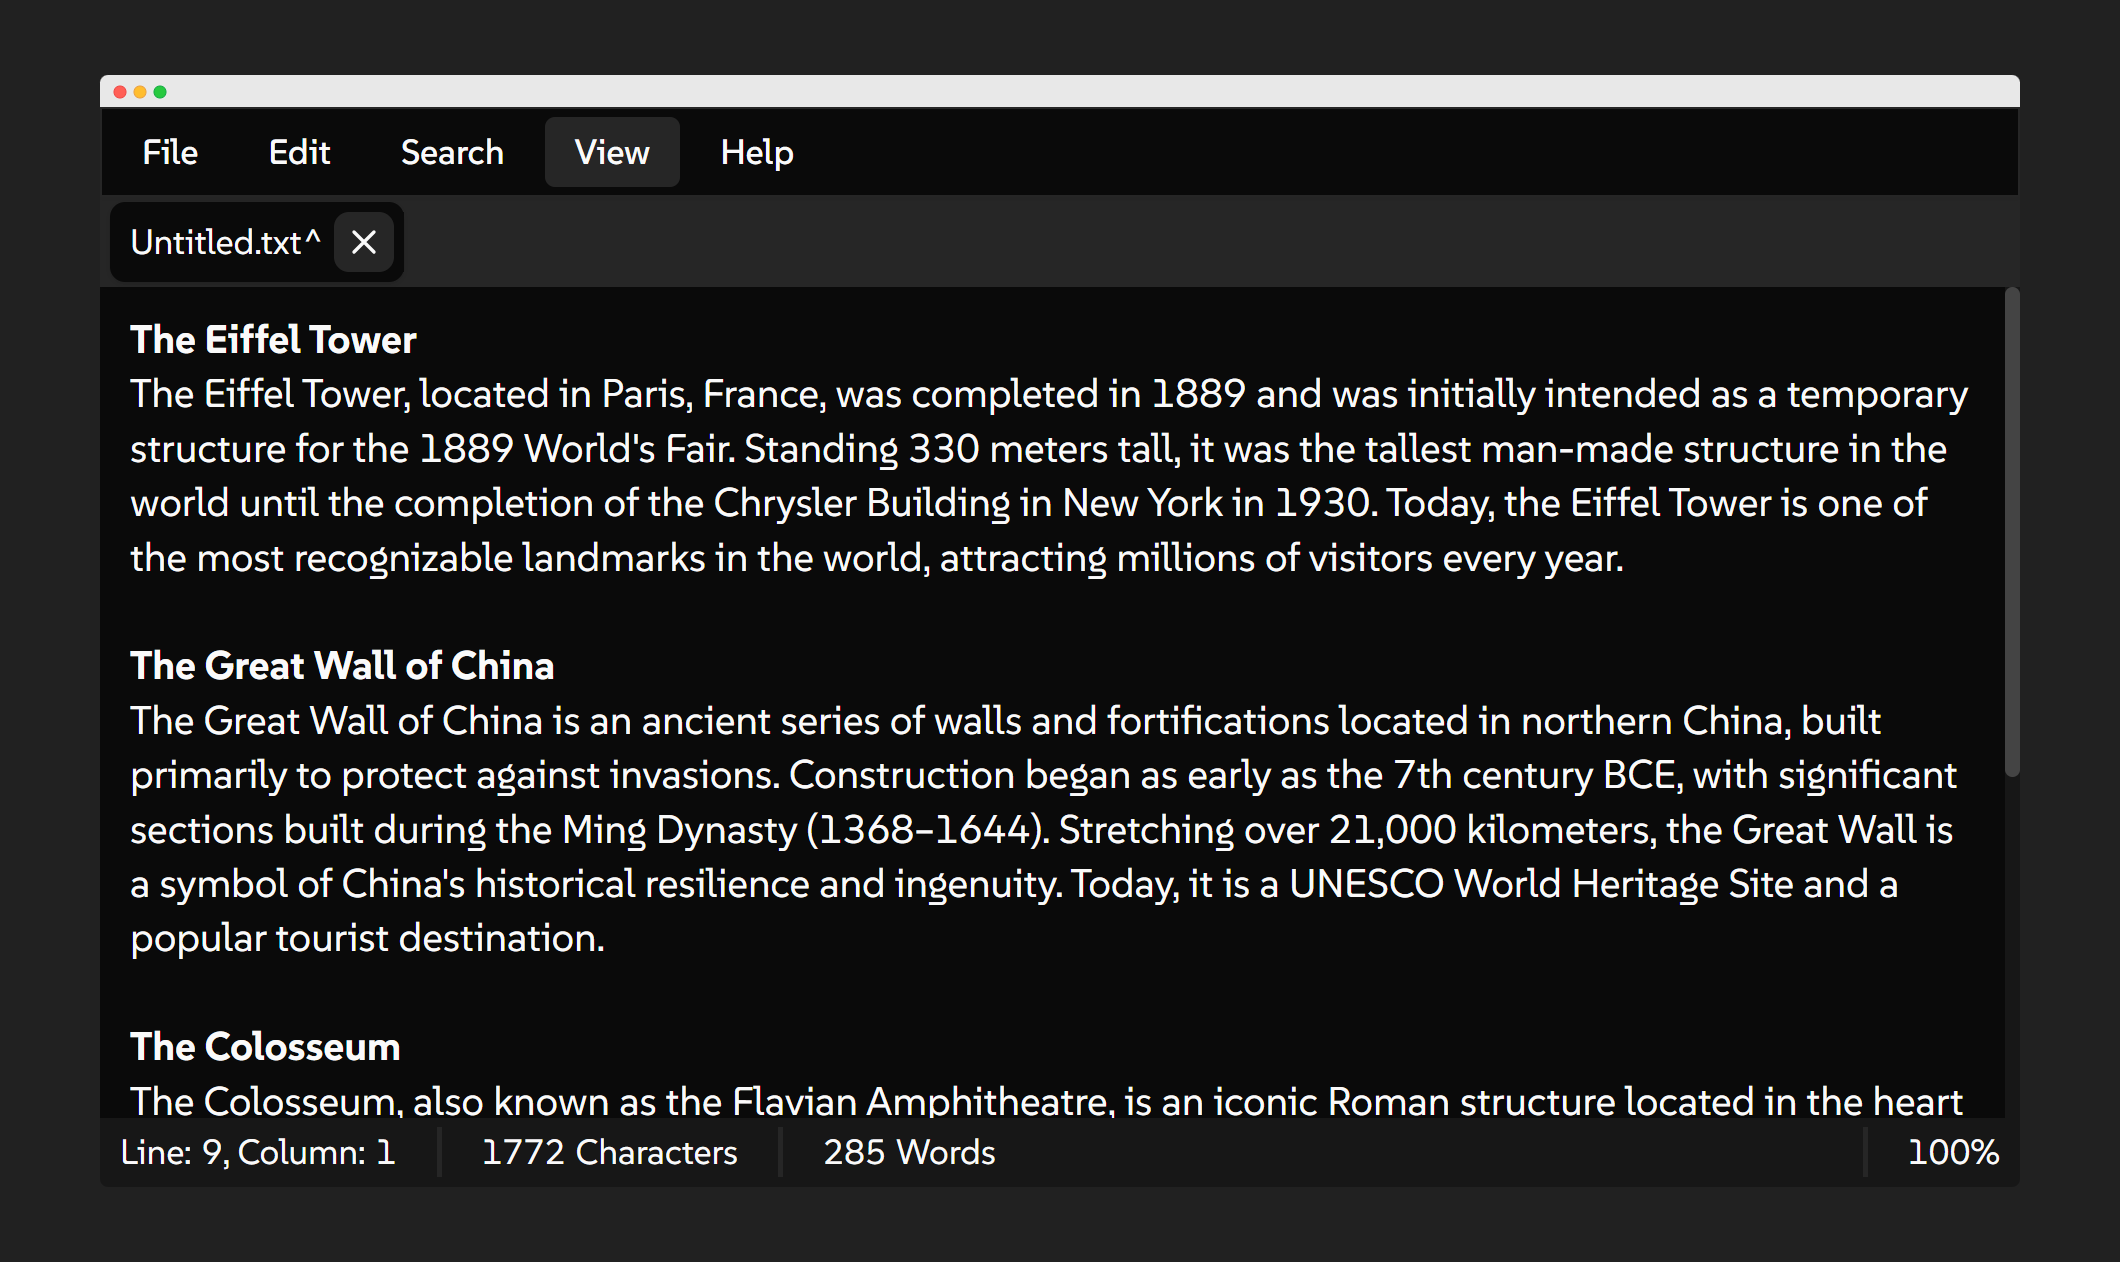 File Edit Search View Help
Untitled.txt^
The Eiffel Tower
The Eiffel Tower, located in Paris, France, was completed in 1889 and was initially intended as a temporary
structure for the 1889 World's Fair. Standing 330 meters tall, it was the tallest man-made structure in the
world until the completion of the Chrysler Building in New York in 1930. Today, the Eiffel Tower is one of
the most recognizable landmarks in the world, attracting millions of visitors every year.
The Great Wall of China
The Great Wall of China is an ancient series of walls and fortifications located in northern China, built
primarily to protect against invasions. Construction began as early as the 7th century BCE, with significant
sections built during the Ming Dynasty (1368–1644). Stretching over 21,000 kilometers, the Great Wall is
a symbol of China's historical resilience and ingenuity. Today, it is a UNESCO World Heritage Site and a
popular tourist destination.
The Colosseum
The Colosseum, also known as the Flavian Amphitheatre, is an iconic Roman structure located in the heart
Line: 9, Column: 1 1772 Characters 285 Words 100%